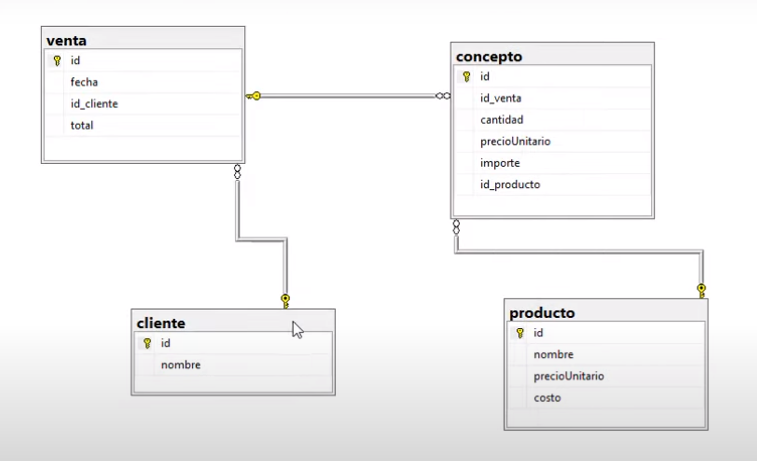 venta
id
fecha
id_cliente
total
concepto
id
id_venta
cantidad
precioUnitario
importe
id_producto
cliente
id
nombre
producto
id
nombre
precioUnitario
costo